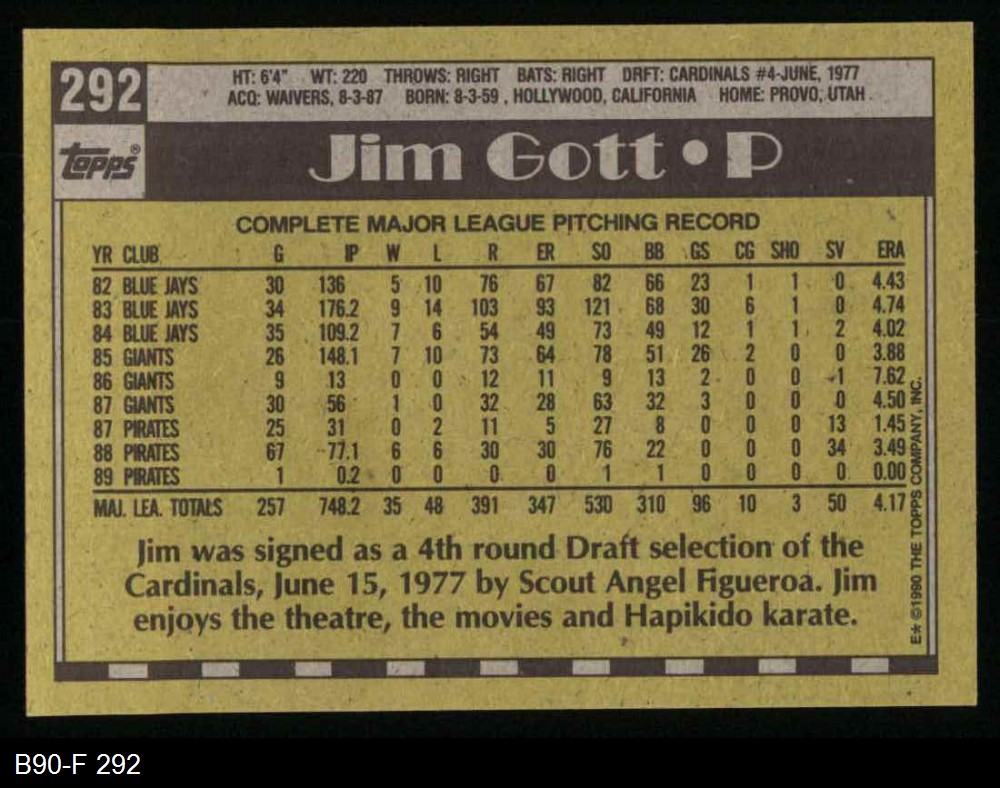 292
HT: 6'4" WT: 220 THROWS: RIGHT BATS: RIGHT DRFT: CARDINALS #4-JUNE, 1977
ACQ: WAIVERS, 8-3-87 BORN: 8-3-59, HOLLYWOOD, CALIFORNIA HOME: PROVO, UTAH
topps®
Jim Gott • P
COMPLETE MAJOR LEAGUE PITCHING RECORD
YR CLUB G IP W L R ER SO BB GS CG SHO SV ERA
82 BLUE JAYS 30 136 5 10 76 67 82 66 23 1 1 0 4.43
83 BLUE JAYS 34 176.2 9 14 103 93 121 68 30 6 1 0 4.74
84 BLUE JAYS 35 109.2 7 6 54 49 73 49 12 1 1 2 4.02
85 GIANTS 26 148.1 7 10 73 64 78 51 26 2 0 0 3.88
86 GIANTS 9 13 0 0 12 11 9 13 2 0 0 1 7.62
87 GIANTS 30 56 1 0 32 28 63 32 3 0 0 0 4.50
87 PIRATES 25 31 0 2 11 5 27 8 0 0 0 13 1.45
88 PIRATES 67 77.1 6 6 30 30 76 22 0 0 0 34 3.49
89 PIRATES 1 0.2 0 0 0 0 1 1 0 0 0 0 0.00
MAJ. LEA. TOTALS 257 748.2 35 48 391 347 530 310 96 10 3 50 4.17
Jim was signed as a 4th round Draft selection of the
Cardinals, June 15, 1977 by Scout Angel Figueroa. Jim
enjoys the theatre, the movies and Hapikido karate.
E* ©1990 THE TOPPS COMPANY, INC.
B90-F 292